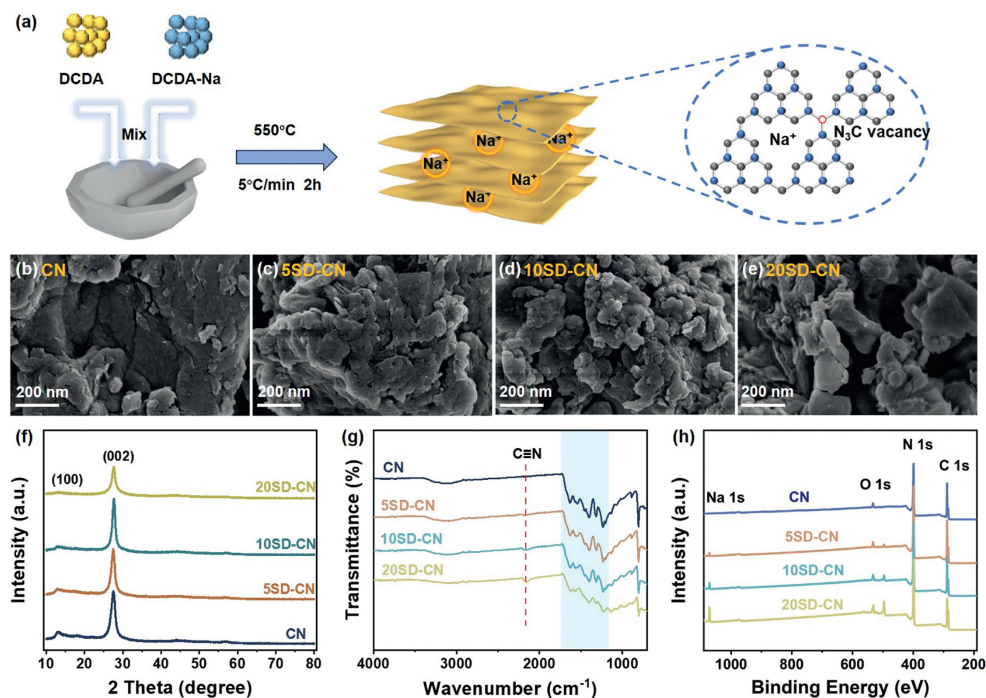 (a)
DCDA
DCDA-Na
Mix
550°C
5°C/min 2h
Na⁺
Na⁺
Na⁺
Na⁺
Na⁺
Na⁺
N₃C vacancy
(b) CN
200 nm
(c) 5SD-CN
200 nm
(d) 10SD-CN
200 nm
(e) 20SD-CN
200 nm
(f)
(002)
(100)
20SD-CN
10SD-CN
5SD-CN
CN
Intensity (a.u.)
10 20 30 40 50 60 70 80
2 Theta (degree)
(g)
C≡N
CN
5SD-CN
10SD-CN
20SD-CN
Transmittance (%)
4000 3000 2000 1000
Wavenumber (cm⁻¹)
(h)
N 1s
C 1s
O 1s
Na 1s
CN
5SD-CN
10SD-CN
20SD-CN
Intensity (a.u.)
1000 800 600 400 200
Binding Energy (eV)